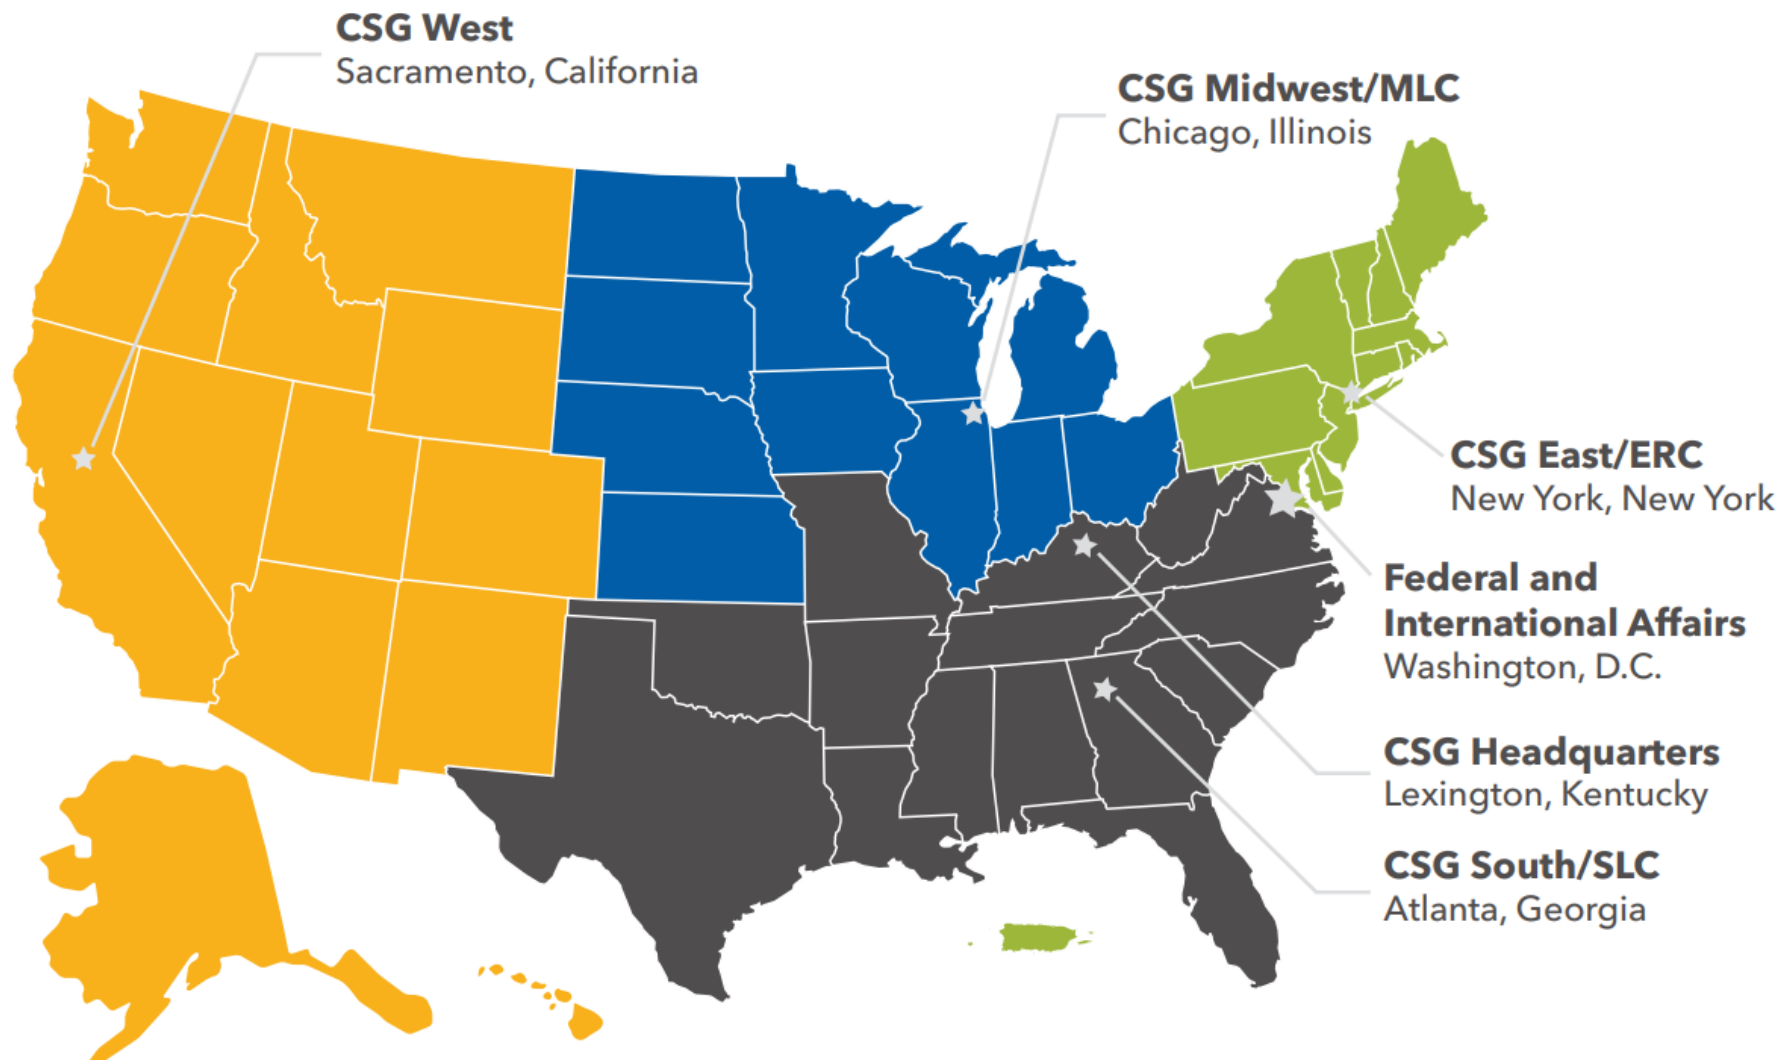 CSG West
Sacramento, California
CSG Midwest/MLC
Chicago, Illinois
CSG East/ERC
New York, New York
Federal and
International Affairs
Washington, D.C.
CSG Headquarters
Lexington, Kentucky
CSG South/SLC
Atlanta, Georgia